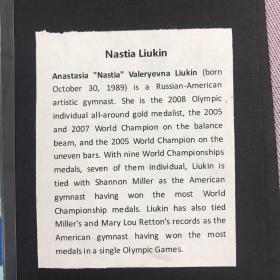 Nastia Liukin
Anastasia "Nastia" Valeryevna Liukin (born
October 30, 1989) is a Russian-American
artistic gymnast. She is the 2008 Olympic
individual all-around gold medalist, the 2005
and 2007 World Champion on the balance
beam, and the 2005 World Champion on the
uneven bars. With nine World Championships
medals, seven of them individual, Liukin is
tied with Shannon Miller as the American
gymnast having won the most World
Championship medals. Liukin has also tied
Miller's and Mary Lou Retton's records as the
American gymnast having won the most
medals in a single Olympic Games.